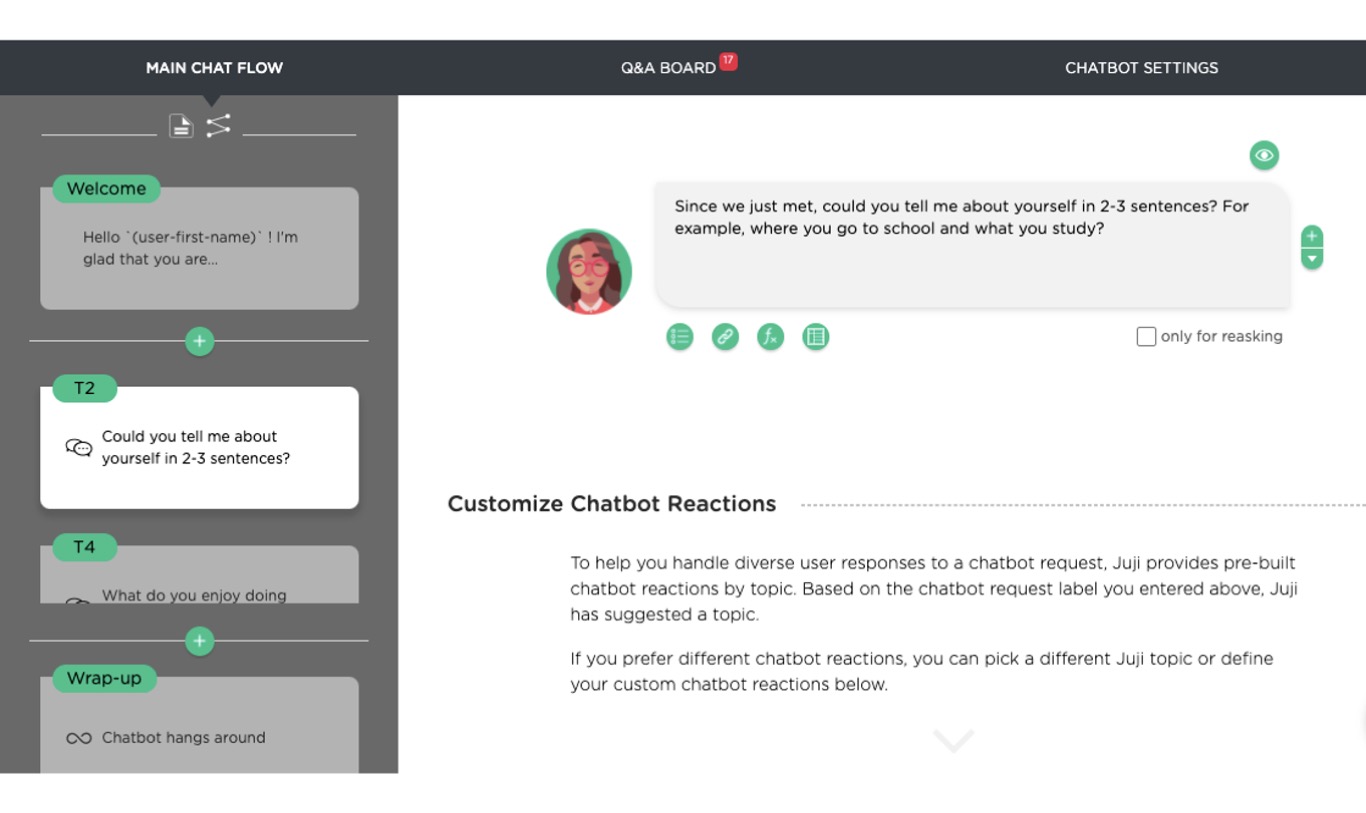 MAIN CHAT FLOW
Q&A BOARD 17
CHATBOT SETTINGS
Welcome
Hello `(user-first-name)` ! I'm
glad that you are...
T2
Could you tell me about
yourself in 2-3 sentences?
T4
What do you enjoy doing
Wrap-up
Chatbot hangs around
Since we just met, could you tell me about yourself in 2-3 sentences? For
example, where you go to school and what you study?
fx
only for reasking
Customize Chatbot Reactions
To help you handle diverse user responses to a chatbot request, Juji provides pre-built
chatbot reactions by topic. Based on the chatbot request label you entered above, Juji
has suggested a topic.
If you prefer different chatbot reactions, you can pick a different Juji topic or define
your custom chatbot reactions below.